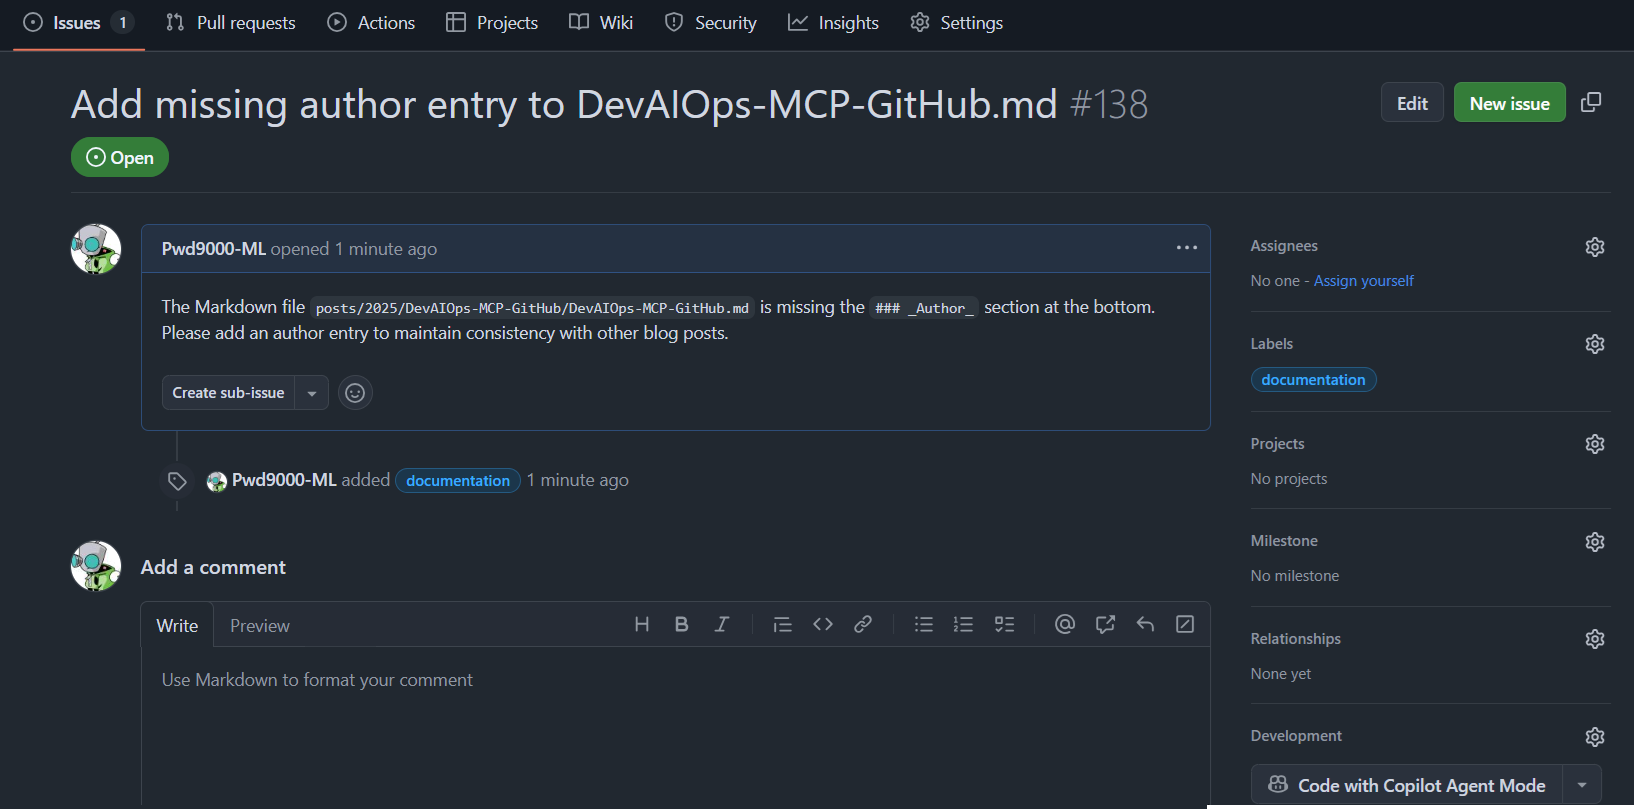 Issues 1 Pull requests Actions Projects Wiki Security Insights Settings
Add missing author entry to DevAIOps-MCP-GitHub.md #138
Edit New issue
Open
Pwd9000-ML opened 1 minute ago
The Markdown file posts/2025/DevAIOps-MCP-GitHub/DevAIOps-MCP-GitHub.md is missing the ### _Author_ section at the bottom.
Please add an author entry to maintain consistency with other blog posts.
Create sub-issue
Pwd9000-ML added documentation 1 minute ago
Add a comment
Write Preview
Use Markdown to format your comment
Assignees
No one - Assign yourself
Labels
documentation
Projects
No projects
Milestone
No milestone
Relationships
None yet
Development
Code with Copilot Agent Mode